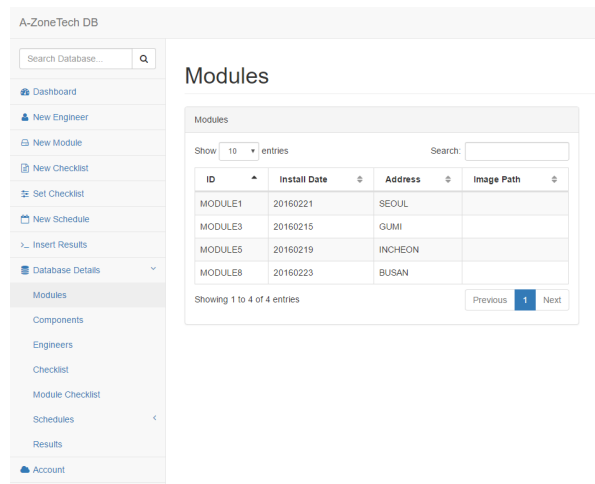 A-ZoneTech DB
Search Database...
Dashboard
New Engineer
New Module
New Checklist
Set Checklist
New Schedule
Insert Results
Database Details
Modules
Components
Engineers
Checklist
Module Checklist
Schedules
Results
Account
Modules
Modules
Show 10 entries Search:
ID Install Date Address Image Path
MODULE1 20160221 SEOUL
MODULE3 20160215 GUMI
MODULE5 20160219 INCHEON
MODULE8 20160223 BUSAN
Showing 1 to 4 of 4 entries Previous 1 Next